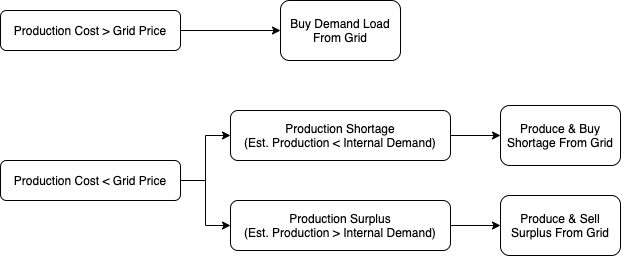 Production Cost > Grid Price
Buy Demand Load
From Grid
Production Cost < Grid Price
Production Shortage
(Est. Production < Internal Demand)
Produce & Buy
Shortage From Grid
Production Surplus
(Est. Production > Internal Demand)
Produce & Sell
Surplus From Grid